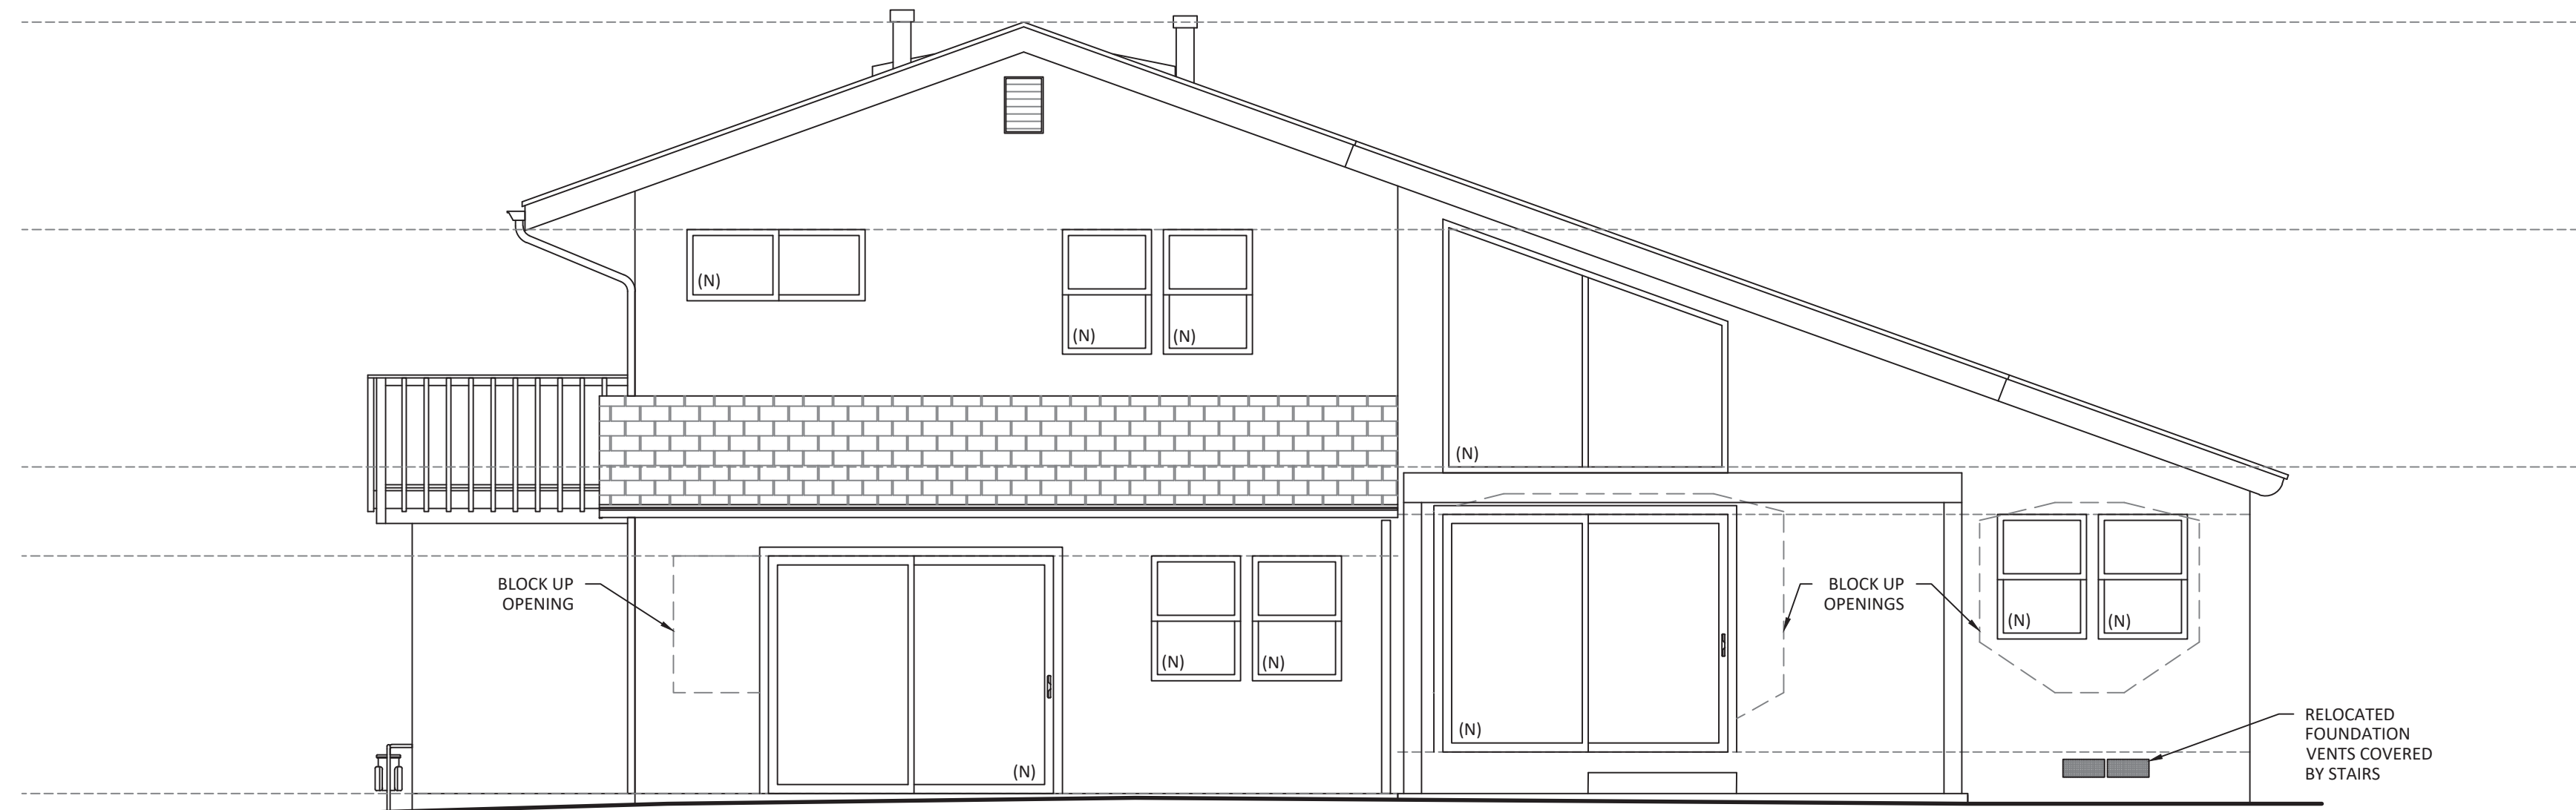 (N)
(N)
(N)
(N)
BLOCK UP
OPENING
BLOCK UP
OPENINGS
(N)
(N)
(N)
(N)
(N)
(N)
RELOCATED
FOUNDATION
VENTS COVERED
BY STAIRS